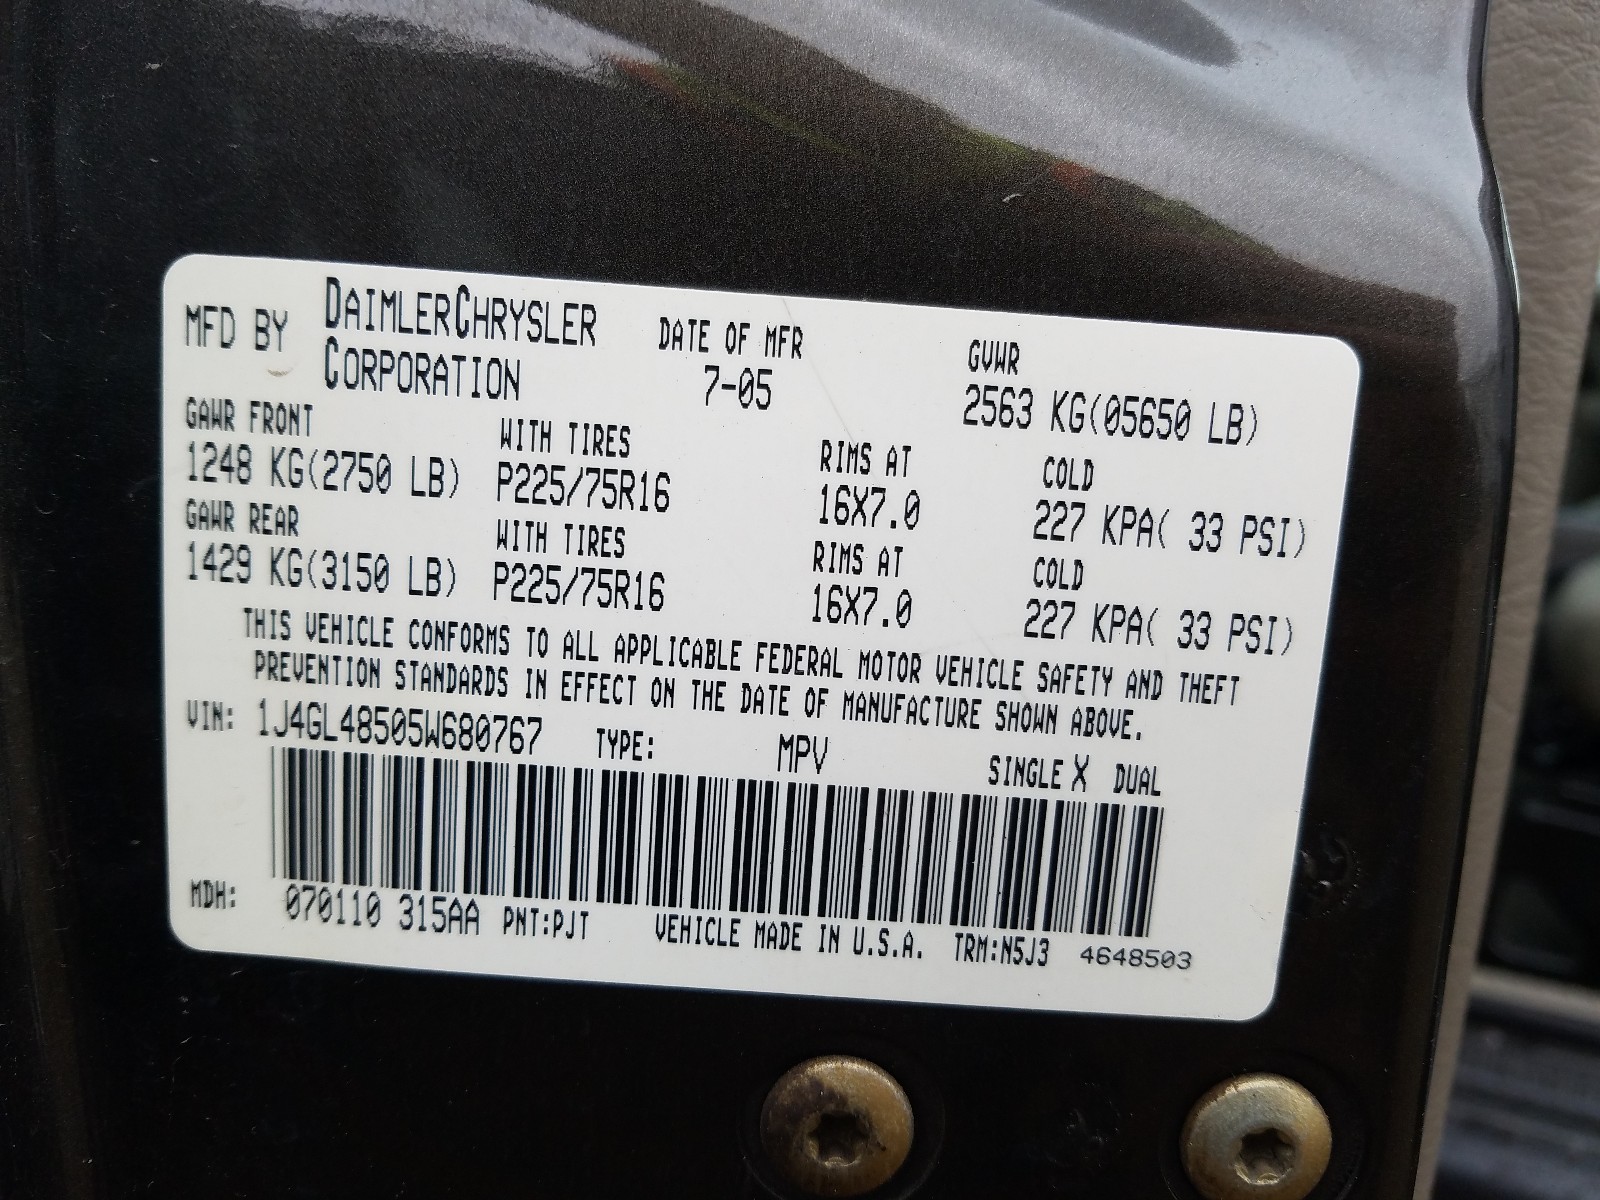 MFD BY DAIMLERCHRYSLER CORPORATION DATE OF MFR 7-05 GVWR 2563 KG(05650 LB)
GAWR FRONT WITH TIRES RIMS AT COLD
1248 KG(2750 LB) P225/75R16 16X7.0 227 KPA( 33 PSI)
GAWR REAR WITH TIRES RIMS AT COLD
1429 KG(3150 LB) P225/75R16 16X7.0 227 KPA( 33 PSI)
THIS VEHICLE CONFORMS TO ALL APPLICABLE FEDERAL MOTOR VEHICLE SAFETY AND THEFT
PREVENTION STANDARDS IN EFFECT ON THE DATE OF MANUFACTURE SHOWN ABOVE.
VIN: 1J4GL48505W680767 TYPE: MPV SINGLE X DUAL
MDH: 070110 315AA PNT:PJT VEHICLE MADE IN U.S.A. TRM:N5J3 4648503